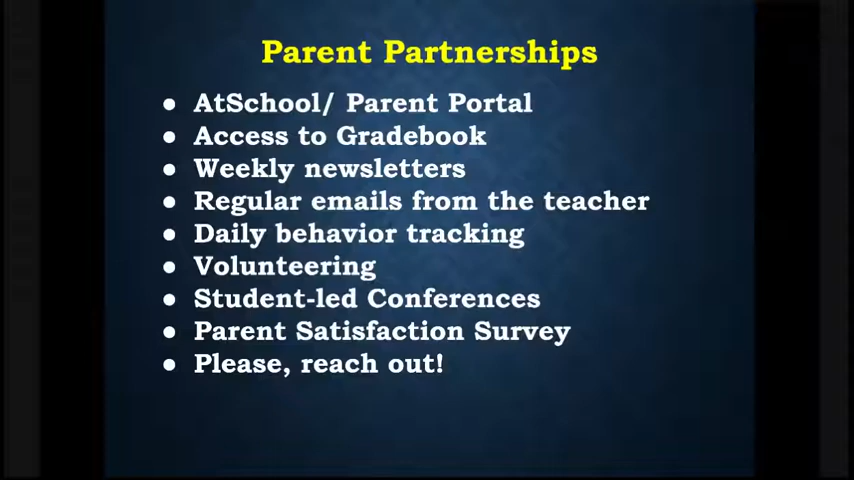 Parent Partnerships
● AtSchool/ Parent Portal
● Access to Gradebook
● Weekly newsletters
● Regular emails from the teacher
● Daily behavior tracking
● Volunteering
● Student-led Conferences
● Parent Satisfaction Survey
● Please, reach out!